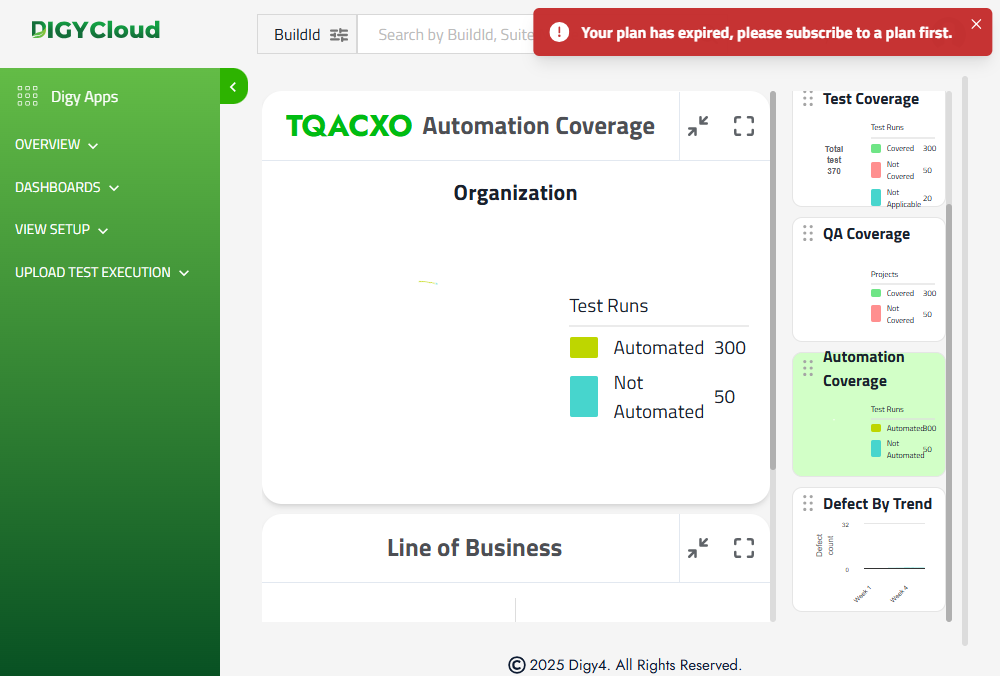 DIGYCloud
BuildId
Search by BuildId, Suite
Your plan has expired, please subscribe to a plan first.
Digy Apps
OVERVIEW
DASHBOARDS
VIEW SETUP
UPLOAD TEST EXECUTION
TQACXO Automation Coverage
Organization
Test Runs
Automated 300
Not
Automated 50
Line of Business
Test Coverage
Test Runs
Total
test
370
Covered 300
Not
Covered 50
Not
Applicable 20
QA Coverage
Projects
Covered 300
Not
Covered 50
Automation
Coverage
Test Runs
Automated 300
Not
Automated 50
Defect By Trend
Defect
count
32
0
Week 1
Week 4
© 2025 Digy4. All Rights Reserved.